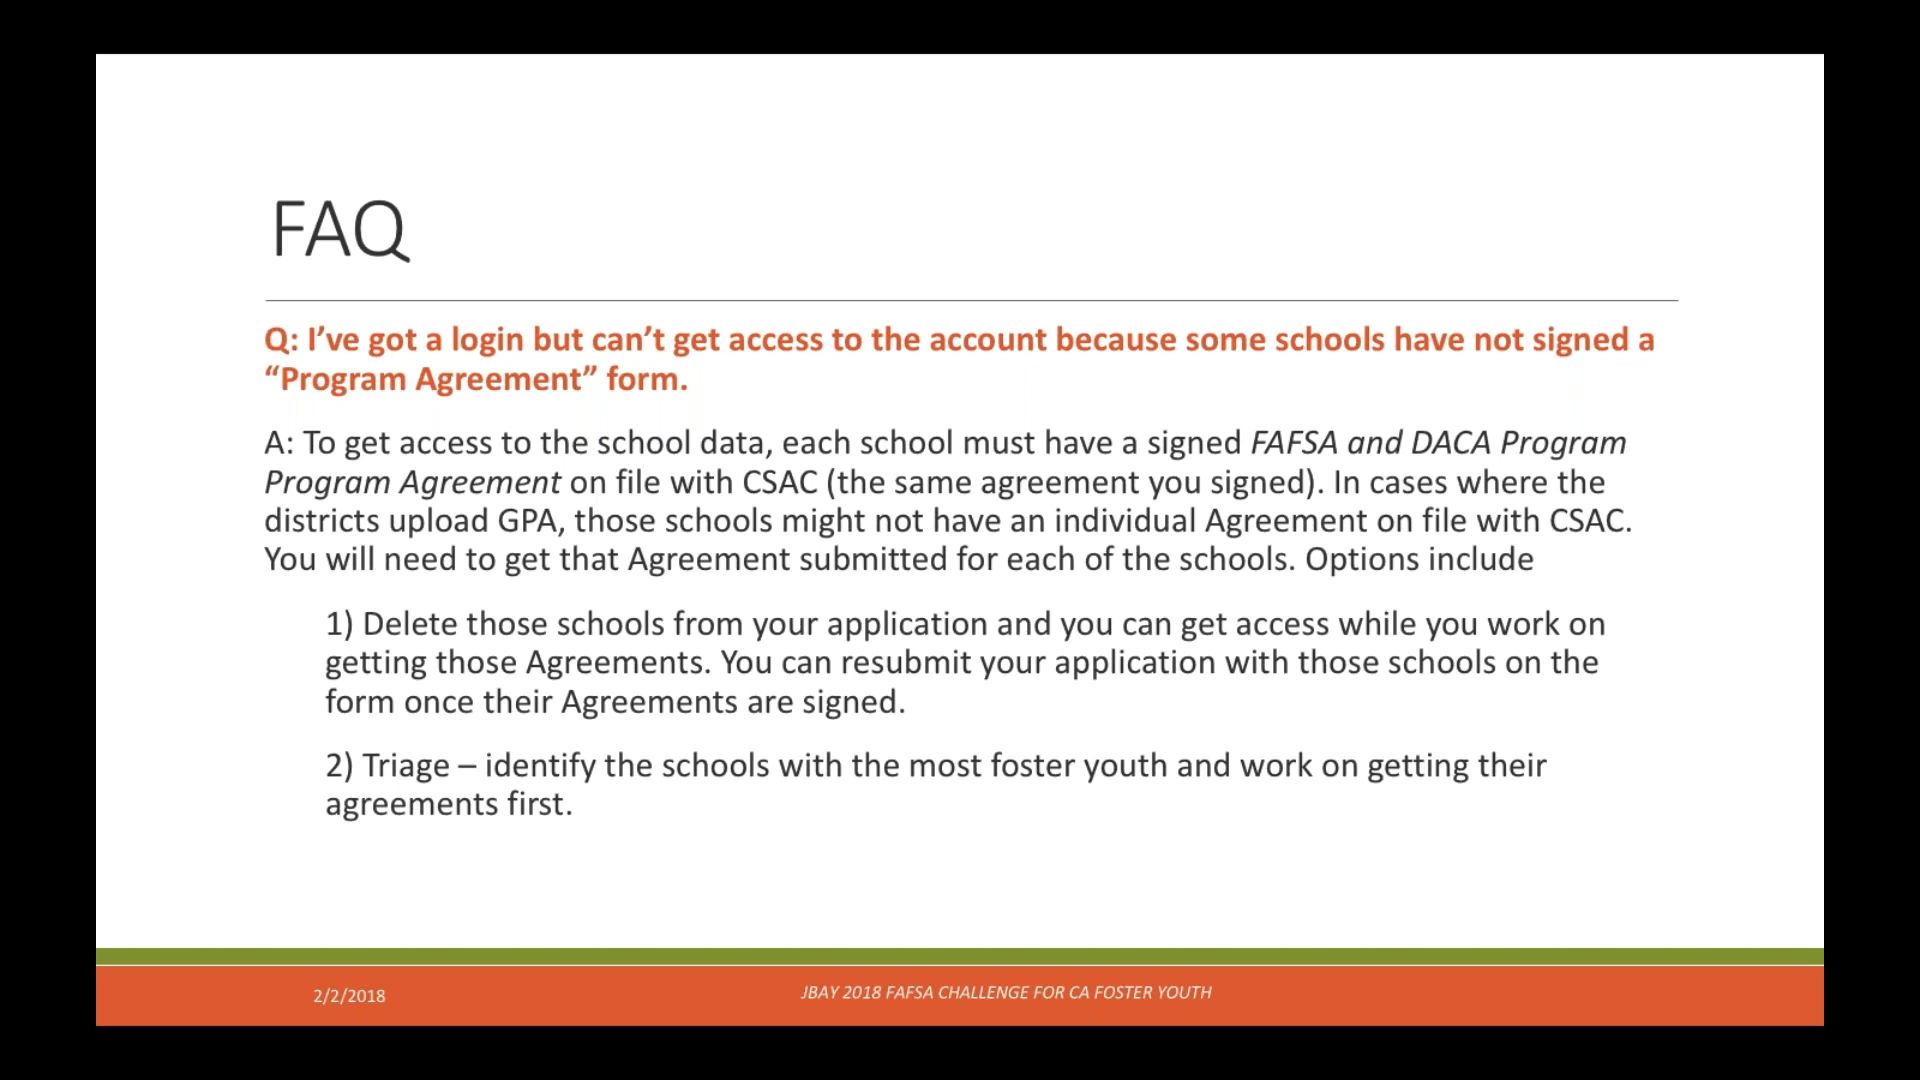 FAQ
Q: I’ve got a login but can’t get access to the account because some schools have not signed a
“Program Agreement” form.
A: To get access to the school data, each school must have a signed FAFSA and DACA Program
Program Agreement on file with CSAC (the same agreement you signed). In cases where the
districts upload GPA, those schools might not have an individual Agreement on file with CSAC.
You will need to get that Agreement submitted for each of the schools. Options include
1) Delete those schools from your application and you can get access while you work on
getting those Agreements. You can resubmit your application with those schools on the
form once their Agreements are signed.
2) Triage – identify the schools with the most foster youth and work on getting their
agreements first.
2/2/2018
JBAY 2018 FAFSA CHALLENGE FOR CA FOSTER YOUTH